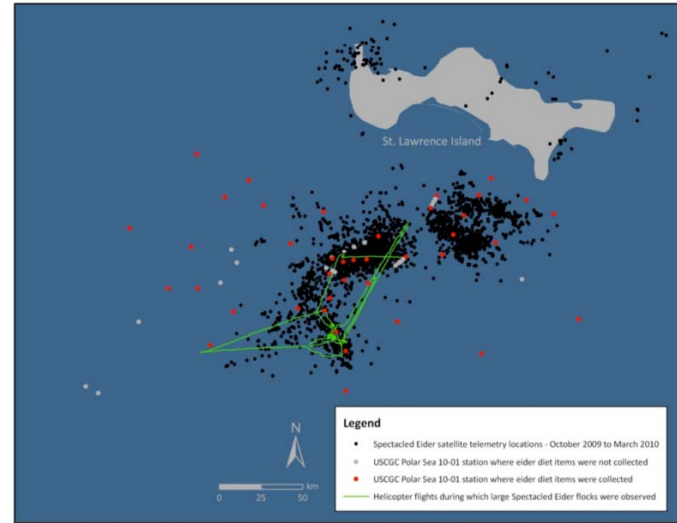 St. Lawrence Island
N
0 25 50
km
Legend
Spectacled Eider satellite telemetry locations - October 2009 to March 2010
USCGC Polar Sea 10-01 station where eider diet items were not collected
USCGC Polar Sea 10-01 station where eider diet items were collected
Helicopter flights during which large Spectacled Eider flocks were observed